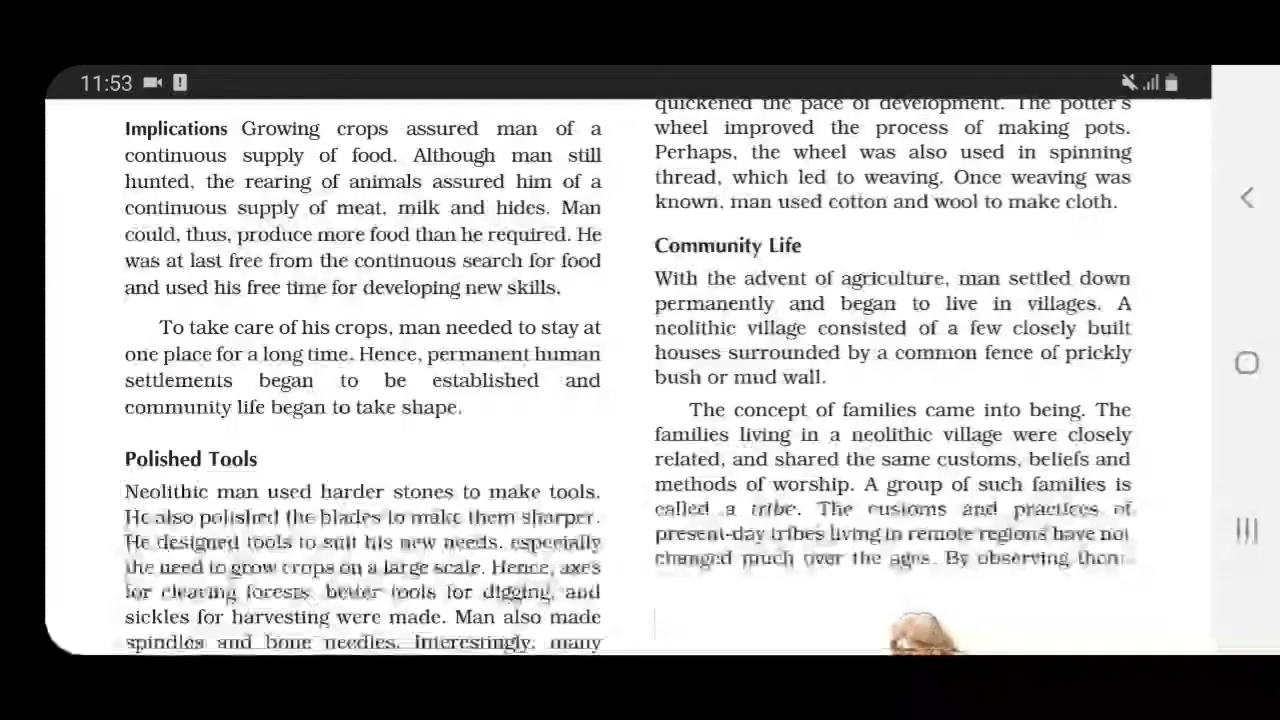 11:53
Implications Growing crops assured man of a
continuous supply of food. Although man still
hunted, the rearing of animals assured him of a
continuous supply of meat, milk and hides. Man
could, thus, produce more food than he required. He
was at last free from the continuous search for food
and used his free time for developing new skills.
To take care of his crops, man needed to stay at
one place for a long time. Hence, permanent human
settlements began to be established and
community life began to take shape.
Polished Tools
Neolithic man used harder stones to make tools.
He also polished the blades to make them sharper.
He designed tools to suit his new needs, especially
the need to grow crops on a large scale. Hence, axes
for clearing forests, better tools for digging, and
sickles for harvesting were made. Man also made
spindles and bone needles. Interestingly, many
quickened the pace of development. The potter's
wheel improved the process of making pots.
Perhaps, the wheel was also used in spinning
thread, which led to weaving. Once weaving was
known, man used cotton and wool to make cloth.
Community Life
With the advent of agriculture, man settled down
permanently and began to live in villages. A
neolithic village consisted of a few closely built
houses surrounded by a common fence of prickly
bush or mud wall.
The concept of families came into being. The
families living in a neolithic village were closely
related, and shared the same customs, beliefs and
methods of worship. A group of such families is
called a tribe. The customs and practices of
present-day tribes living in remote regions have not
changed much over the ages. By observing them